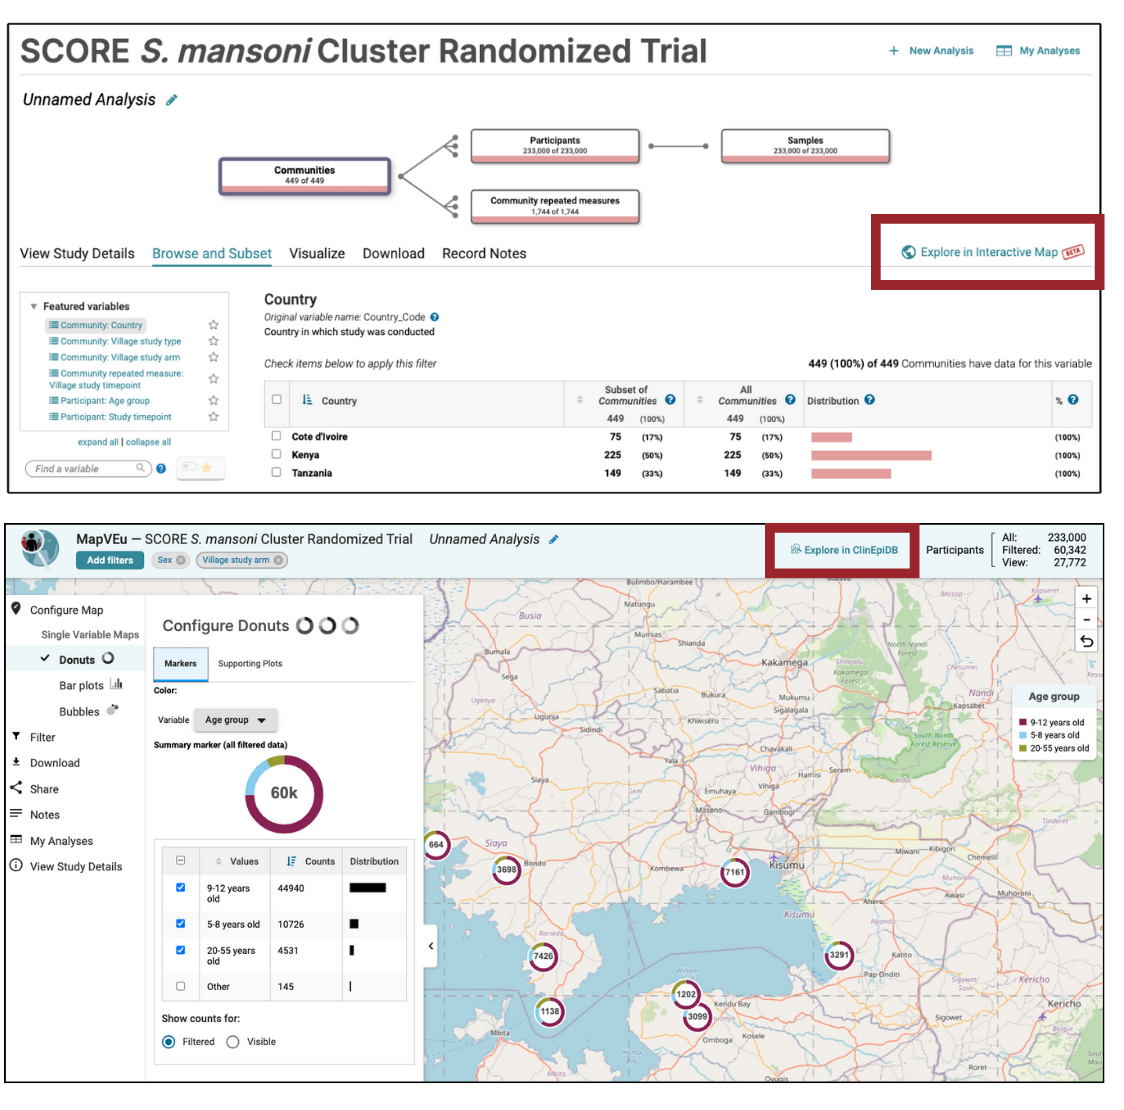 SCORE S. mansoni Cluster Randomized Trial
+ New Analysis
My Analyses
Unnamed Analysis
Participants
233,000 of 233,000
Samples
233,000 of 233,000
Communities
449 of 449
Community repeated measures
1,744 of 1,744
View Study Details
Browse and Subset
Visualize
Download
Record Notes
Explore in Interactive Map BETA
Featured variables
Community: Country
Community: Village study type
Community: Village study arm
Community repeated measure:
Village study timepoint
Participant: Age group
Participant: Study timepoint
expand all | collapse all
Find a variable
Country
Original variable name: Country_Code
Country in which study was conducted
Check items below to apply this filter
449 (100%) of 449 Communities have data for this variable
Country
Subset of
Communities
All
Communities
Distribution
%
449 (100%)
449 (100%)
Cote d'Ivoire 75 (17%) 75 (17%) (100%)
Kenya 225 (50%) 225 (50%) (100%)
Tanzania 149 (33%) 149 (33%) (100%)
MapVEu — SCORE S. mansoni Cluster Randomized Trial Unnamed Analysis
Add filters
Sex
Village study arm
Explore in ClinEpiDB
Participants
All: 233,000
Filtered: 60,342
View: 27,772
Configure Map
Single Variable Maps
Donuts
Bar plots
Bubbles
Filter
Download
Share
Notes
My Analyses
View Study Details
Configure Donuts
Markers
Supporting Plots
Color:
Variable
Age group
Summary marker (all filtered data)
60k
Values
Counts
Distribution
9-12 years
old
44940
5-8 years old
10726
20-55 years
old
4531
Other
145
Show counts for:
Filtered
Visible
Age group
9-12 years old
5-8 years old
20-55 years old
+
-
Bulimbo/Harambee
Malava
Mosop
Kapseret
Matungu
Busia
Mumias
Shianda
North Nandi
Forest
Bumala
Kakamega
Shinyalu
Kakamega
Forest
Chesumei
Sega
Ugenya
Sabatia
Bukura
Mukumu
Sigalagala
Nandi
Kapsabet
Ugunja
Khwisero
Sidindi
South Nandi
Forest Reserve
Chavakali
Yala
Vihiga
Hamisi
Serem
Aldai
Siaya
Gem
Emuhaya
Vihiga
Maseno
Gambogi
Tinderet
664
Siaya
Bondo
3698
Kombewa
7161
Kisumu
Miwani
Kibigori
Chemelil
Muhoroni
Muhoroni
Awasi
Ahero
Kisumu
Nyando
Rarieda
7426
3291
Katito
Pap Onditi
Sigowet/
Kericho
1202
Kendu Bay
3099
1138
Kericho
Sigowet
Belgut
Mbita
Kosele
Omboga
Homa
Bay
Roret
Mbita
Oyugis